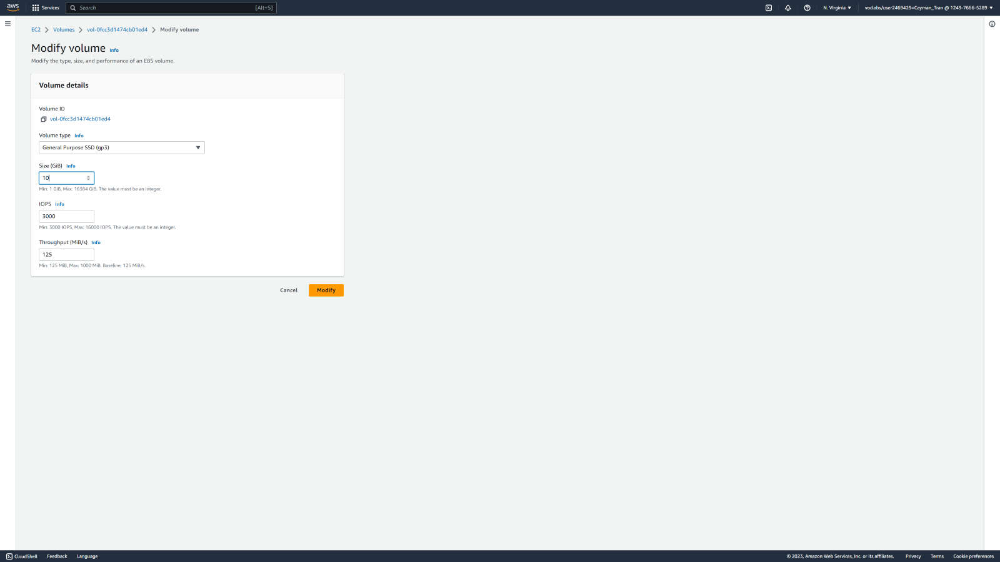 aws Services Search [Alt+S] N. Virginia voclabs/user2469429=Cayman_Tran @ 1249-7666-5289
EC2 Volumes vol-0fcc3d1474cb01ed4 Modify volume
Modify volume Info
Modify the type, size, and performance of an EBS volume.
Volume details
Volume ID
vol-0fcc3d1474cb01ed4
Volume type Info
General Purpose SSD (gp3)
Size (GiB) Info
10
Min: 1 GiB, Max: 16384 GiB. The value must be an integer.
IOPS Info
3000
Min: 3000 IOPS, Max: 16000 IOPS. The value must be an integer.
Throughput (MiB/s) Info
125
Min: 125 MiB, Max: 1000 MiB. Baseline: 125 MiB/s.
Cancel Modify
CloudShell Feedback Language © 2023, Amazon Web Services, Inc. or its affiliates. Privacy Terms Cookie preferences